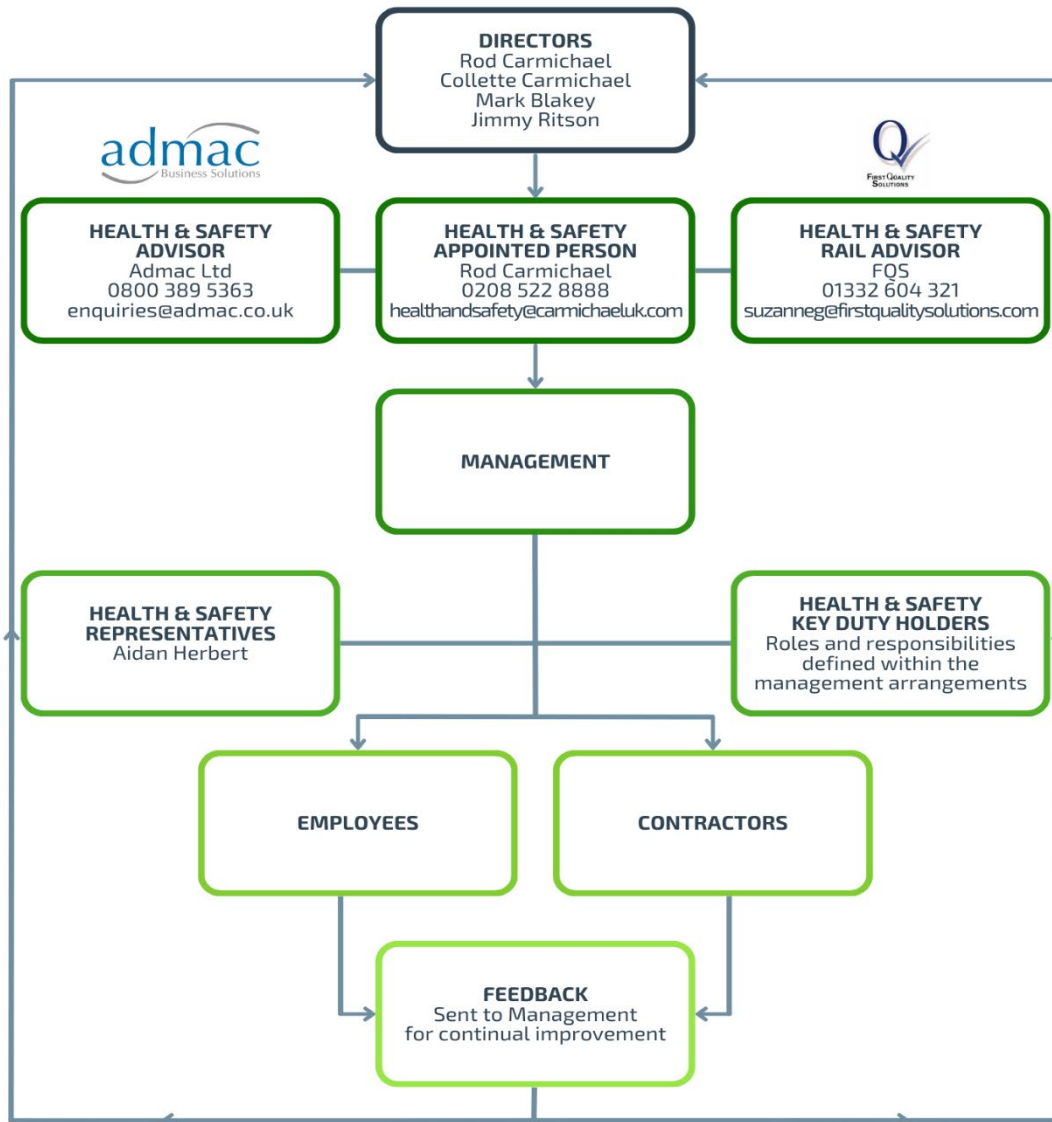 DIRECTORS
Rod Carmichael
Collette Carmichael
Mark Blakey
Jimmy Ritson
admac
Business Solutions
Q
FIRST QUALITY
SOLUTIONS
HEALTH & SAFETY
ADVISOR
Admac Ltd
0800 389 5363
enquiries@admac.co.uk
HEALTH & SAFETY
APPOINTED PERSON
Rod Carmichael
0208 522 8888
healthandsafety@carmichaeluk.com
HEALTH & SAFETY
RAIL ADVISOR
FQS
01332 604 321
suzanneg@firstqualitysolutions.com
MANAGEMENT
HEALTH & SAFETY
REPRESENTATIVES
Aidan Herbert
HEALTH & SAFETY
KEY DUTY HOLDERS
Roles and responsibilities
defined within the
management arrangements
EMPLOYEES
CONTRACTORS
FEEDBACK
Sent to Management
for continual improvement